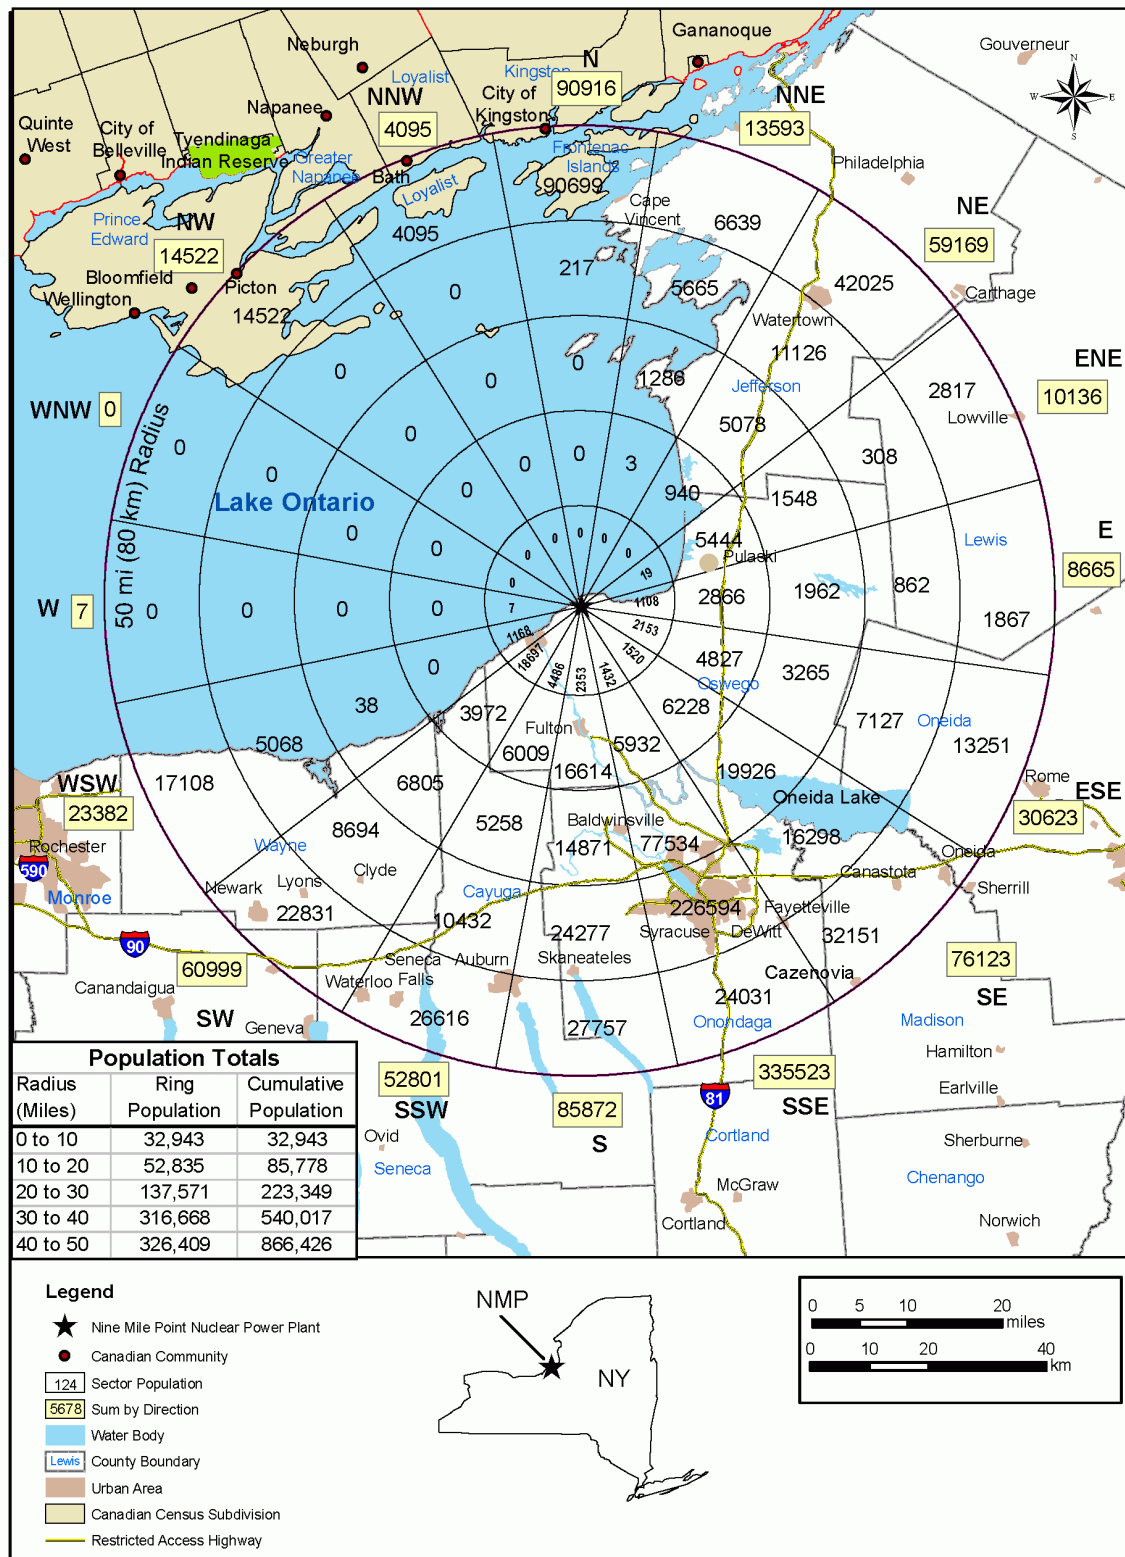 Gananoque
Gouverneur
Neburgh
N
Loyalist
Kingston
N
90916
NNW
NNE
W
E
S
City of
Kingston
Napanee
4095
13593
Quinte
West
City of
Belleville
Tyendinaga
Indian Reserve
Greater
Napanee
Bath
Loyalist
Frontenac
Islands
90699
Philadelphia
Cape
Vincent
6639
NE
59169
Prince
Edward
NW
14522
4095
217
5665
42025
Carthage
Bloomfield
Wellington
Picton
14522
0
Watertown
11126
ENE
10136
0
0
0
1286
Jefferson
2817
Lowville
WNW
0
50 mi (80 km) Radius
0
0
0
0
0
0
3
5078
308
Lake Ontario
0
940
1548
0
0
0
0
0
0
0
0
0
5444
Pulaski
Lewis
E
8665
0
19
W
7
0
0
0
7
1108
2866
1962
862
1867
1168
2153
18697
4486
2353
1432
1520
0
4827
Oswego
3265
38
3972
6228
7127
Oneida
13251
5068
6009
Fulton
5932
16614
19926
WSW
23382
17108
6805
Oneida Lake
Rome
ESE
30623
8694
5258
Baldwinsville
14871
77534
16298
Rochester
590
Wayne
Clyde
Canastota
Oneida
Monroe
Newark
Lyons
Cayuga
Sherrill
22831
10432
226594
Fayetteville
90
24277
Syracuse
DeWitt
32151
60999
Seneca
Falls
Auburn
Skaneateles
Cazenovia
76123
SE
Canandaigua
Waterloo
24031
SW
Geneva
26616
27757
Onondaga
Madison
Hamilton
Population Totals
Radius
(Miles)
Ring
Population
Cumulative
Population
0 to 10 32,943 32,943
10 to 20 52,835 85,778
20 to 30 137,571 223,349
30 to 40 316,668 540,017
40 to 50 326,409 866,426
52801
SSW
335523
SSE
81
85872
S
Earlville
Ovid
Seneca
Cortland
Sherburne
Chenango
McGraw
Cortland
Norwich
Legend
Nine Mile Point Nuclear Power Plant
Canadian Community
124 Sector Population
5678 Sum by Direction
Water Body
Lewis County Boundary
Urban Area
Canadian Census Subdivision
Restricted Access Highway
NMP
NY
0 5 10 20
miles
0 10 20 40
km